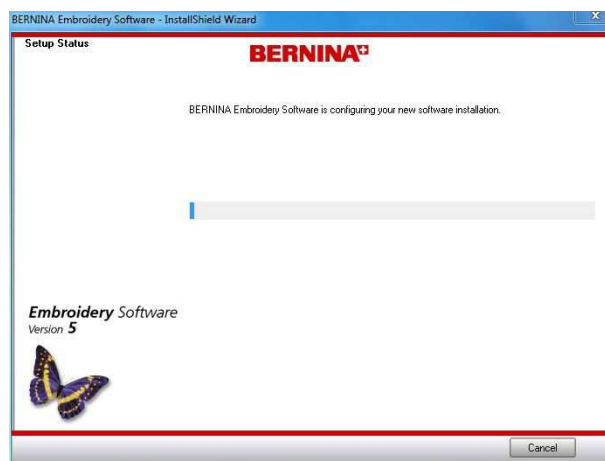 BERNINA Embroidery Software - InstallShield Wizard
Setup Status
BERNINA
BERNINA Embroidery Software is configuring your new software installation.
Embroidery Software
Version 5
Cancel